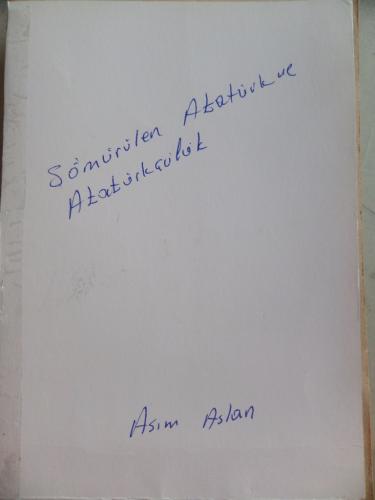 Sömürülen Atatürk ve
Atatürkçülük
Asım Aslan